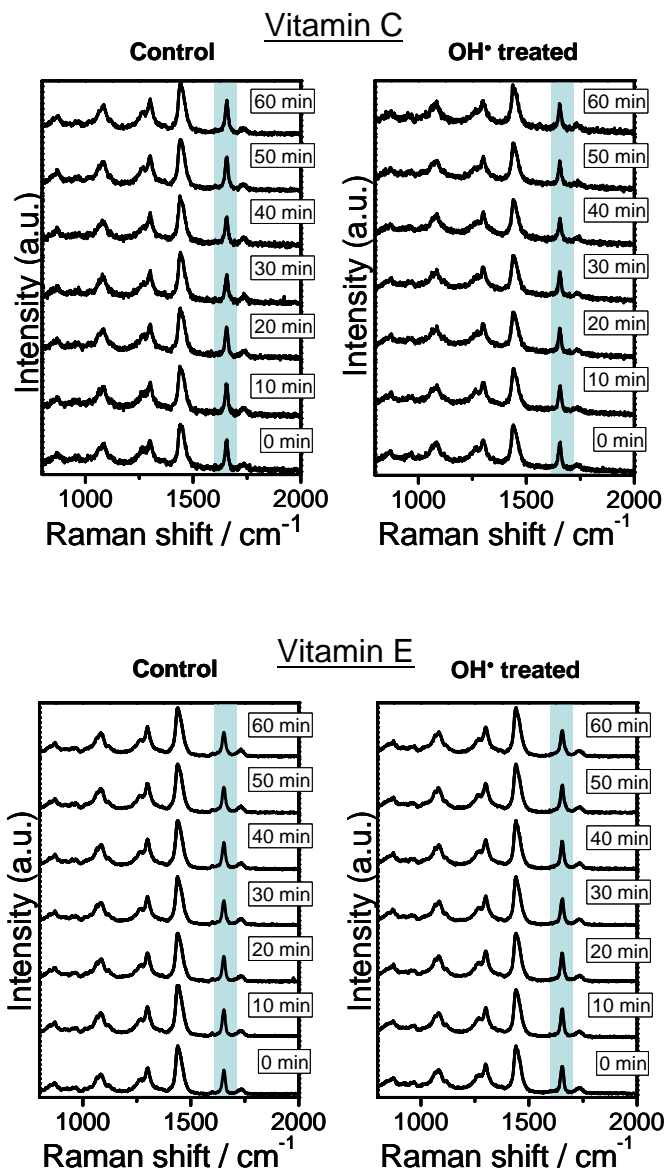 Vitamin C
Control
OH• treated
Intensity (a.u.)
60 min
50 min
40 min
30 min
20 min
10 min
0 min
1000
1500
2000
Raman shift / cm-1
Intensity (a.u.)
60 min
50 min
40 min
30 min
20 min
10 min
0 min
1000
1500
2000
Raman shift / cm-1
Vitamin E
Control
OH• treated
Intensity (a.u.)
60 min
50 min
40 min
30 min
20 min
10 min
0 min
1000
1500
2000
Raman shift / cm-1
Intensity (a.u.)
60 min
50 min
40 min
30 min
20 min
10 min
0 min
1000
1500
2000
Raman shift / cm-1